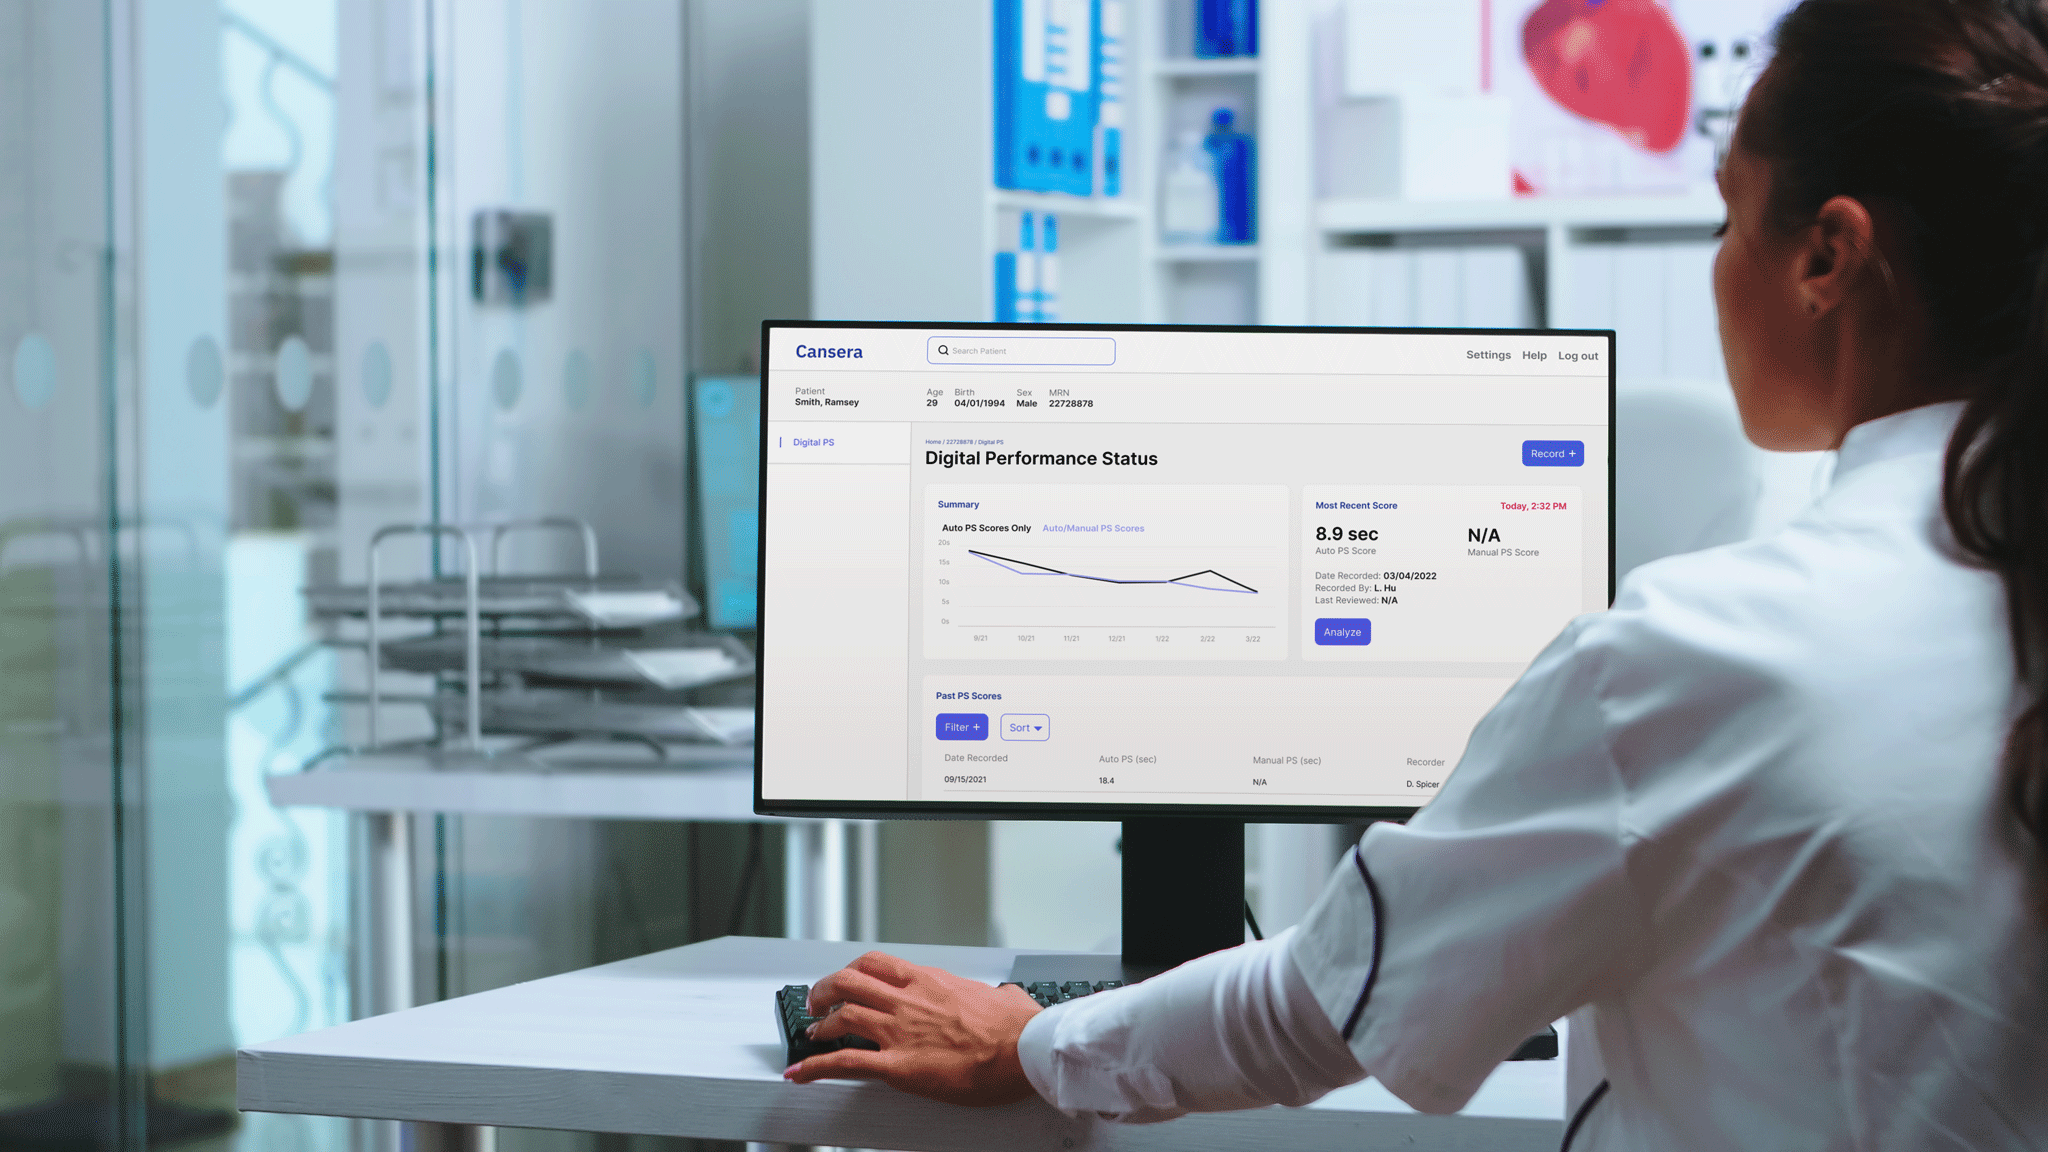 Cansera
Search Patient
Settings Help Log out
Patient
Smith, Ramsey
Age Birth Sex MRN
29 04/01/1994 Male 22728878
Digital PS
Home / 22728878 / Digital PS
Digital Performance Status
Record +
Summary
Auto PS Scores Only Auto/Manual PS Scores
20s
15s
10s
5s
0s
9/21 10/21 11/21 12/21 1/22 2/22 3/22
Most Recent Score Today, 2:32 PM
8.9 sec N/A
Auto PS Score Manual PS Score
Date Recorded: 03/04/2022
Recorded By: L. Hu
Last Reviewed: N/A
Analyze
Past PS Scores
Filter + Sort
Date Recorded Auto PS (sec) Manual PS (sec) Recorder
09/15/2021 18.4 N/A D. Spicer